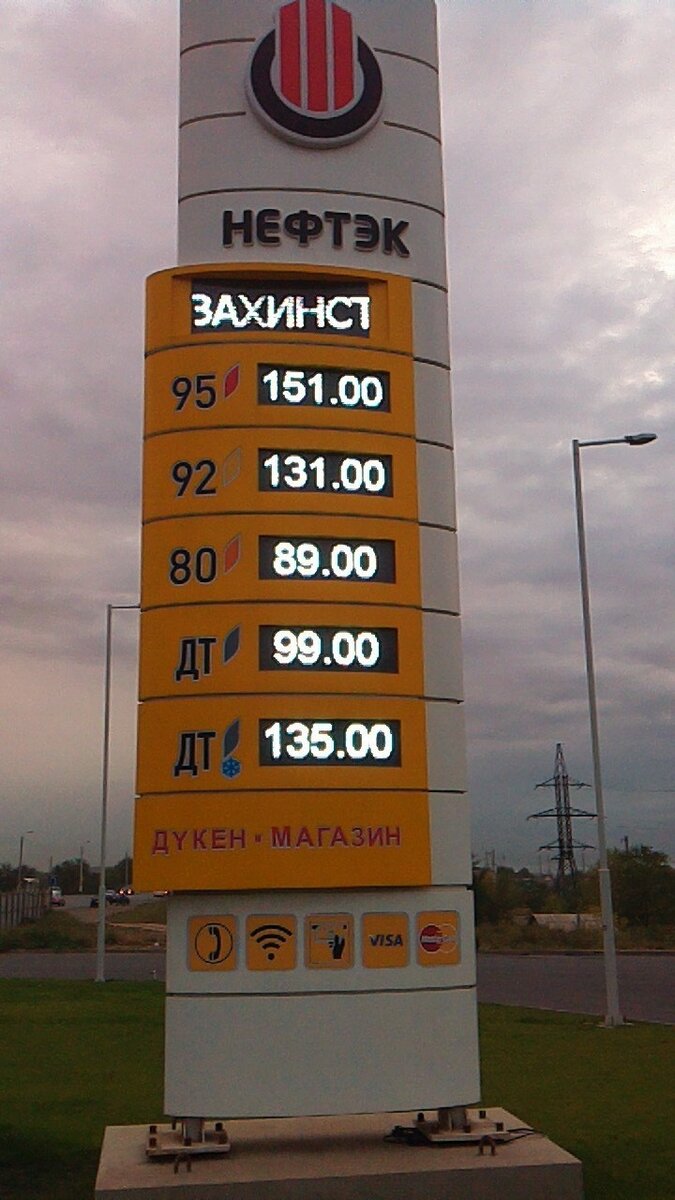 НЕФТЭК
ЗАХИНСТ
95 151.00
92 131.00
80 89.00
ДТ 99.00
ДТ 135.00
ДҮКЕН МАГАЗИН
VISA
MasterCard